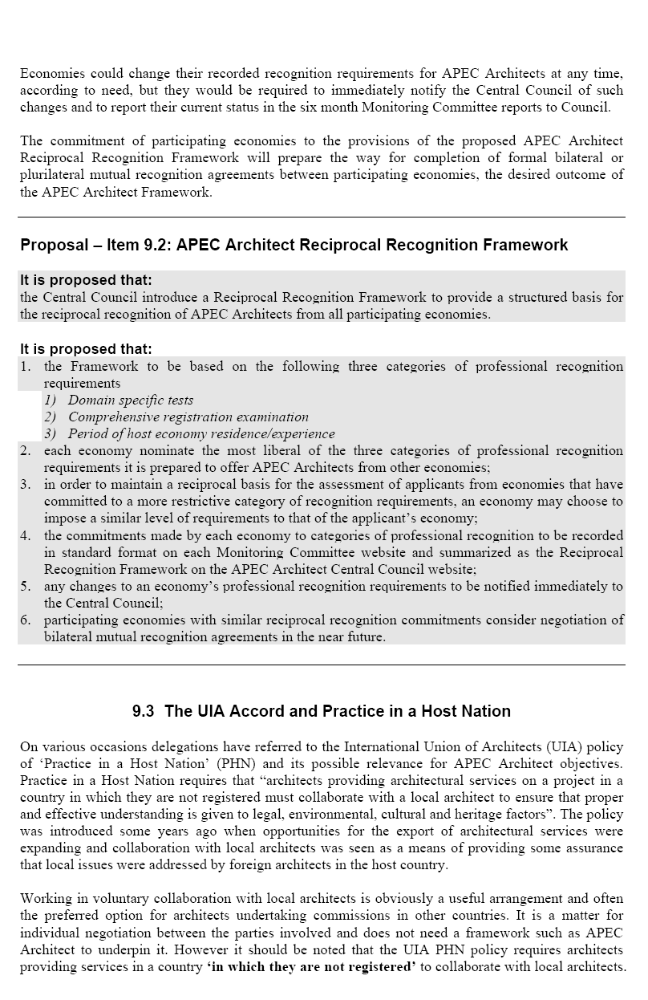 Economies could change their recorded recognition requirements for APEC Architects at any time,
according to need, but they would be required to immediately notify the Central Council of such
changes and to report their current status in the six month Monitoring Committee reports to Council.
The commitment of participating economies to the provisions of the proposed APEC Architect
Reciprocal Recognition Framework will prepare the way for completion of formal bilateral or
plurilateral mutual recognition agreements between participating economies, the desired outcome of
the APEC Architect Framework.
Proposal – Item 9.2: APEC Architect Reciprocal Recognition Framework
It is proposed that:
the Central Council introduce a Reciprocal Recognition Framework to provide a structured basis for
the reciprocal recognition of APEC Architects from all participating economies.
It is proposed that:
1. the Framework to be based on the following three categories of professional recognition
requirements
1) Domain specific tests
2) Comprehensive registration examination
3) Period of host economy residence/experience
2. each economy nominate the most liberal of the three categories of professional recognition
requirements it is prepared to offer APEC Architects from other economies;
3. in order to maintain a reciprocal basis for the assessment of applicants from economies that have
committed to a more restrictive category of recognition requirements, an economy may choose to
impose a similar level of requirements to that of the applicant’s economy;
4. the commitments made by each economy to categories of professional recognition to be recorded
in standard format on each Monitoring Committee website and summarized as the Reciprocal
Recognition Framework on the APEC Architect Central Council website;
5. any changes to an economy’s professional recognition requirements to be notified immediately to
the Central Council;
6. participating economies with similar reciprocal recognition commitments consider negotiation of
bilateral mutual recognition agreements in the near future.
9.3 The UIA Accord and Practice in a Host Nation
On various occasions delegations have referred to the International Union of Architects (UIA) policy
of ‘Practice in a Host Nation’ (PHN) and its possible relevance for APEC Architect objectives.
Practice in a Host Nation requires that “architects providing architectural services on a project in a
country in which they are not registered must collaborate with a local architect to ensure that proper
and effective understanding is given to legal, environmental, cultural and heritage factors”. The policy
was introduced some years ago when opportunities for the export of architectural services were
expanding and collaboration with local architects was seen as a means of providing some assurance
that local issues were addressed by foreign architects in the host country.
Working in voluntary collaboration with local architects is obviously a useful arrangement and often
the preferred option for architects undertaking commissions in other countries. It is a matter for
individual negotiation between the parties involved and does not need a framework such as APEC
Architect to underpin it. However it should be noted that the UIA PHN policy requires architects
providing services in a country ‘in which they are not registered’ to collaborate with local architects.